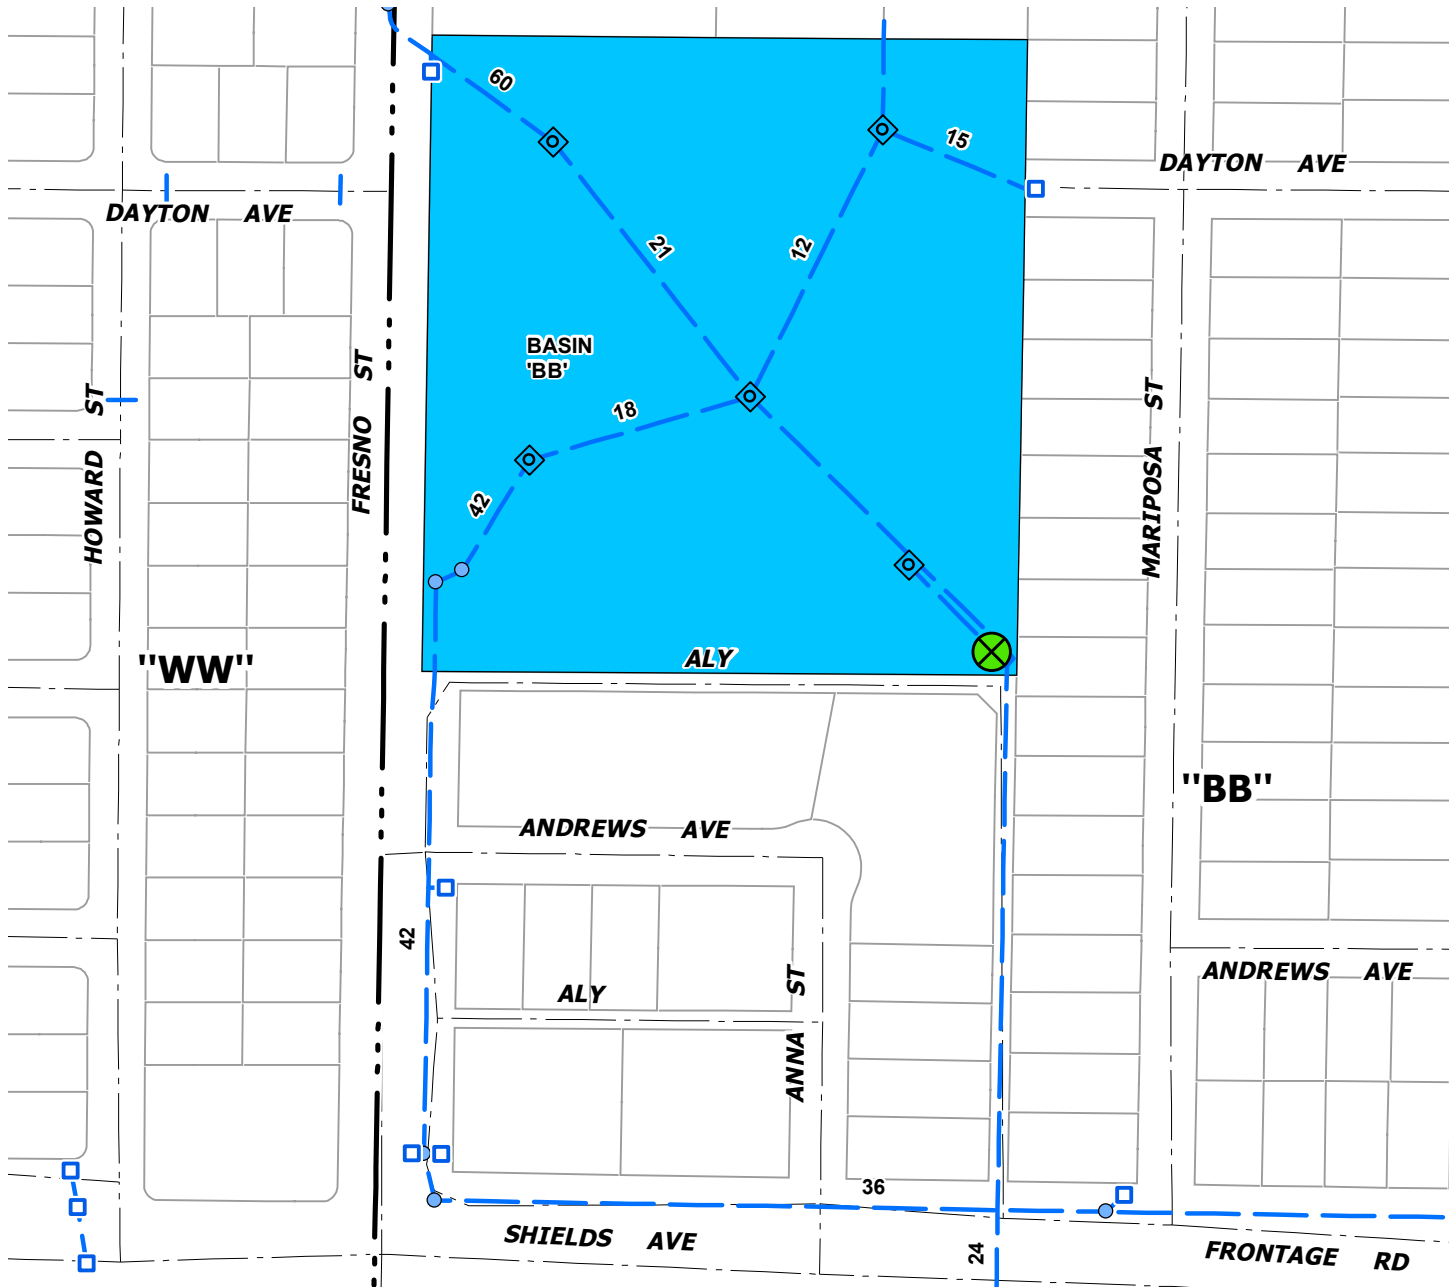 60
15
DAYTON AVE
DAYTON AVE
21
12
BASIN
'BB'
FRESNO ST
HOWARD ST
18
MARIPOSA ST
42
"WW"
ALY
"BB"
ANDREWS AVE
42
ALY
ANNA ST
ANDREWS AVE
36
SHIELDS AVE
24
FRONTAGE RD